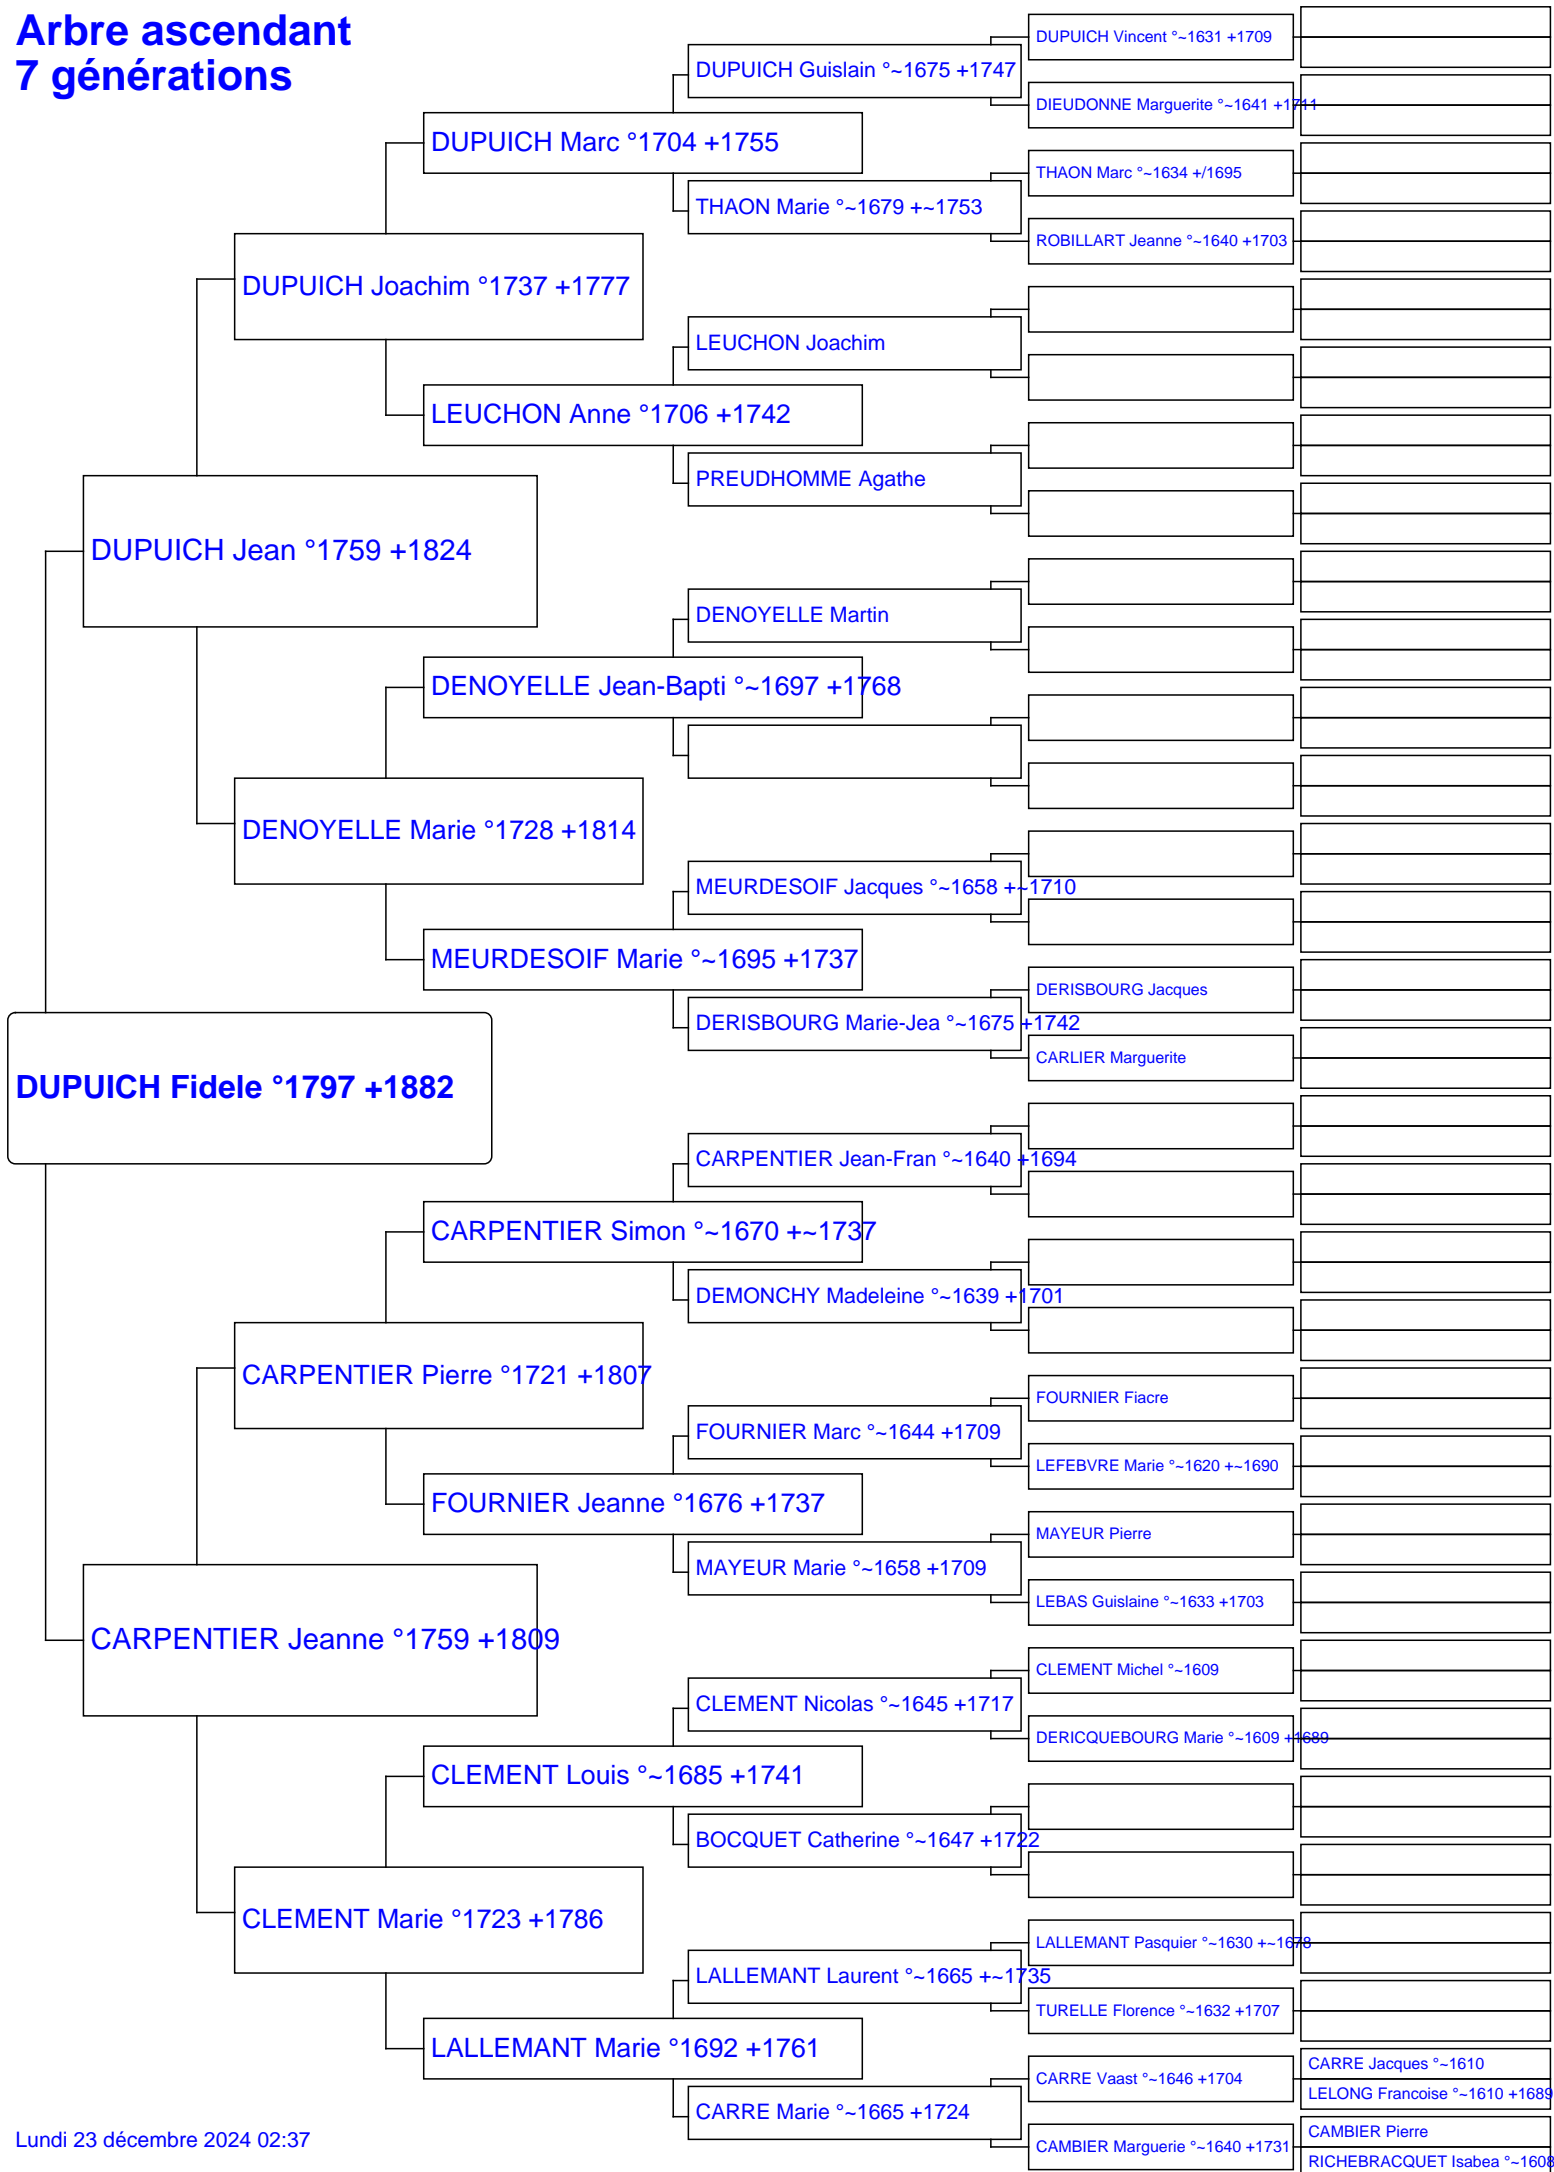 Arbre ascendant
7 générations
DUPUICH Vincent °~1631 +1709
DUPUICH Guislain °~1675 +1747
DIEUDONNE Marguerite °~1641 +1711
DUPUICH Marc °1704 +1755
THAON Marc °~1634 +/1695
THAON Marie °~1679 +~1753
ROBILLART Jeanne °~1640 +1703
DUPUICH Joachim °1737 +1777
LEUCHON Joachim
LEUCHON Anne °1706 +1742
PREUDHOMME Agathe
DUPUICH Jean °1759 +1824
DENOYELLE Martin
DENOYELLE Jean-Bapti °~1697 +1768
DENOYELLE Marie °1728 +1814
MEURDESOIF Jacques °~1658 +~1710
MEURDESOIF Marie °~1695 +1737
DERISBOURG Jacques
DERISBOURG Marie-Jea °~1675 +1742
CARLIER Marguerite
DUPUICH Fidele °1797 +1882
CARPENTIER Jean-Fran °~1640 +1694
CARPENTIER Simon °~1670 +~1737
DEMONCHY Madeleine °~1639 +1701
CARPENTIER Pierre °1721 +1807
FOURNIER Fiacre
FOURNIER Marc °~1644 +1709
LEFEBVRE Marie °~1620 +~1690
FOURNIER Jeanne °1676 +1737
MAYEUR Pierre
MAYEUR Marie °~1658 +1709
LEBAS Guislaine °~1633 +1703
CARPENTIER Jeanne °1759 +1809
CLEMENT Michel °~1609
CLEMENT Nicolas °~1645 +1717
DERICQUEBOURG Marie °~1609 +1689
CLEMENT Louis °~1685 +1741
BOCQUET Catherine °~1647 +1722
CLEMENT Marie °1723 +1786
LALLEMANT Pasquier °~1630 +~1678
LALLEMANT Laurent °~1665 +~1735
TURELLE Florence °~1632 +1707
LALLEMANT Marie °1692 +1761
CARRE Jacques °~1610
CARRE Vaast °~1646 +1704
LELONG Francoise °~1610 +1689
CARRE Marie °~1665 +1724
CAMBIER Pierre
CAMBIER Marguerie °~1640 +1731
RICHEBRACQUET Isabea °~1608
Lundi 23 décembre 2024 02:37